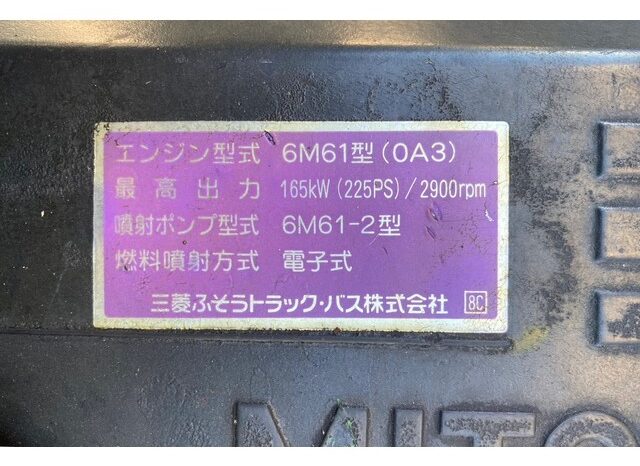 エンジン型式 6M61型(0A3)
最高出力 165kW(225PS)/2900rpm
噴射ポンプ型式 6M61-2型
燃料噴射方式 電子式
三菱ふそうトラック・バス株式会社 8C
MITO